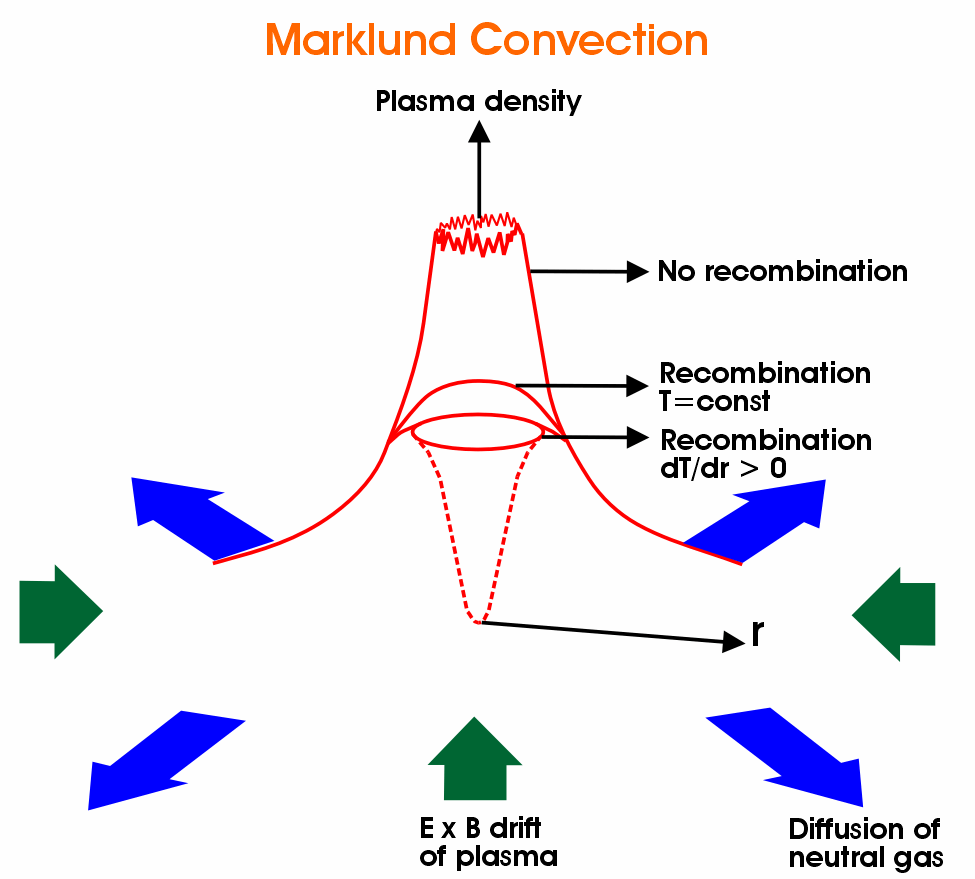 Marklund Convection
Plasma density
No recombination
Recombination
T=const
Recombination
dT/dr > 0
r
E x B drift
of plasma
Diffusion of
neutral gas